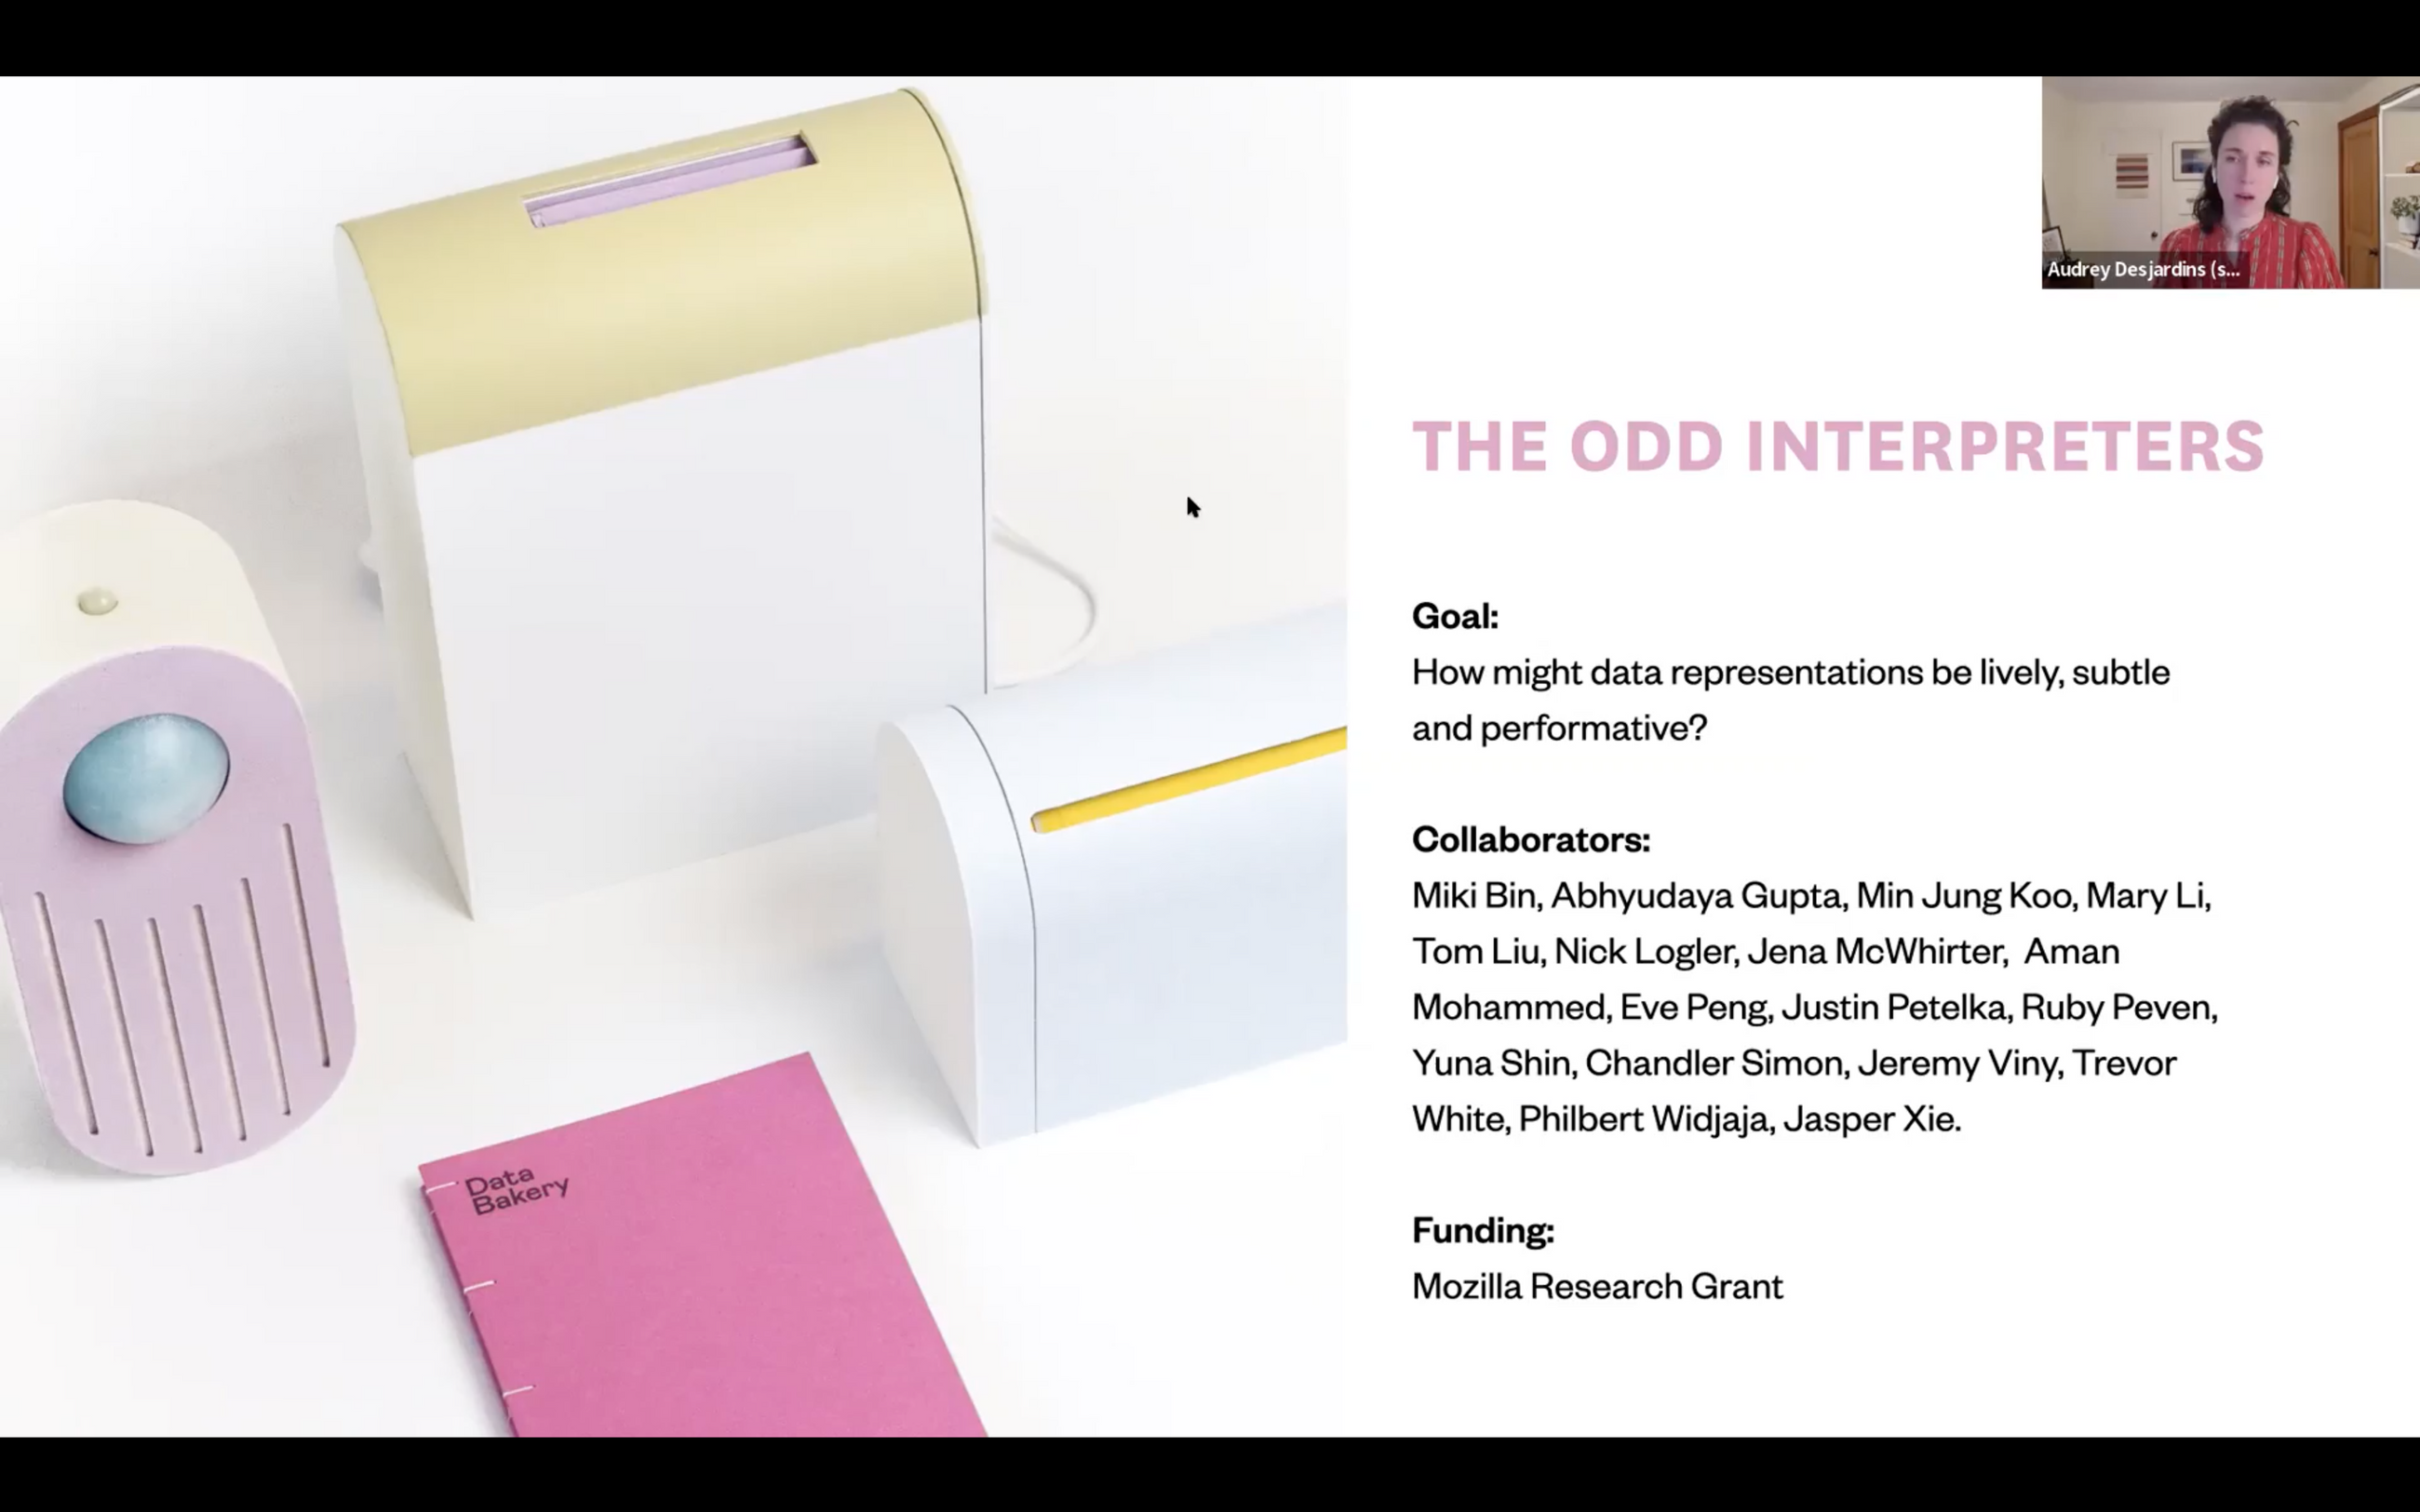 Audrey Desjardins (s...
THE ODD INTERPRETERS
Goal:
How might data representations be lively, subtle
and performative?
Collaborators:
Miki Bin, Abhyudaya Gupta, Min Jung Koo, Mary Li,
Tom Liu, Nick Logler, Jena McWhirter,  Aman
Mohammed, Eve Peng, Justin Petelka, Ruby Peven,
Yuna Shin, Chandler Simon, Jeremy Viny, Trevor
White, Philbert Widjaja, Jasper Xie.
Funding:
Mozilla Research Grant
Data
Bakery